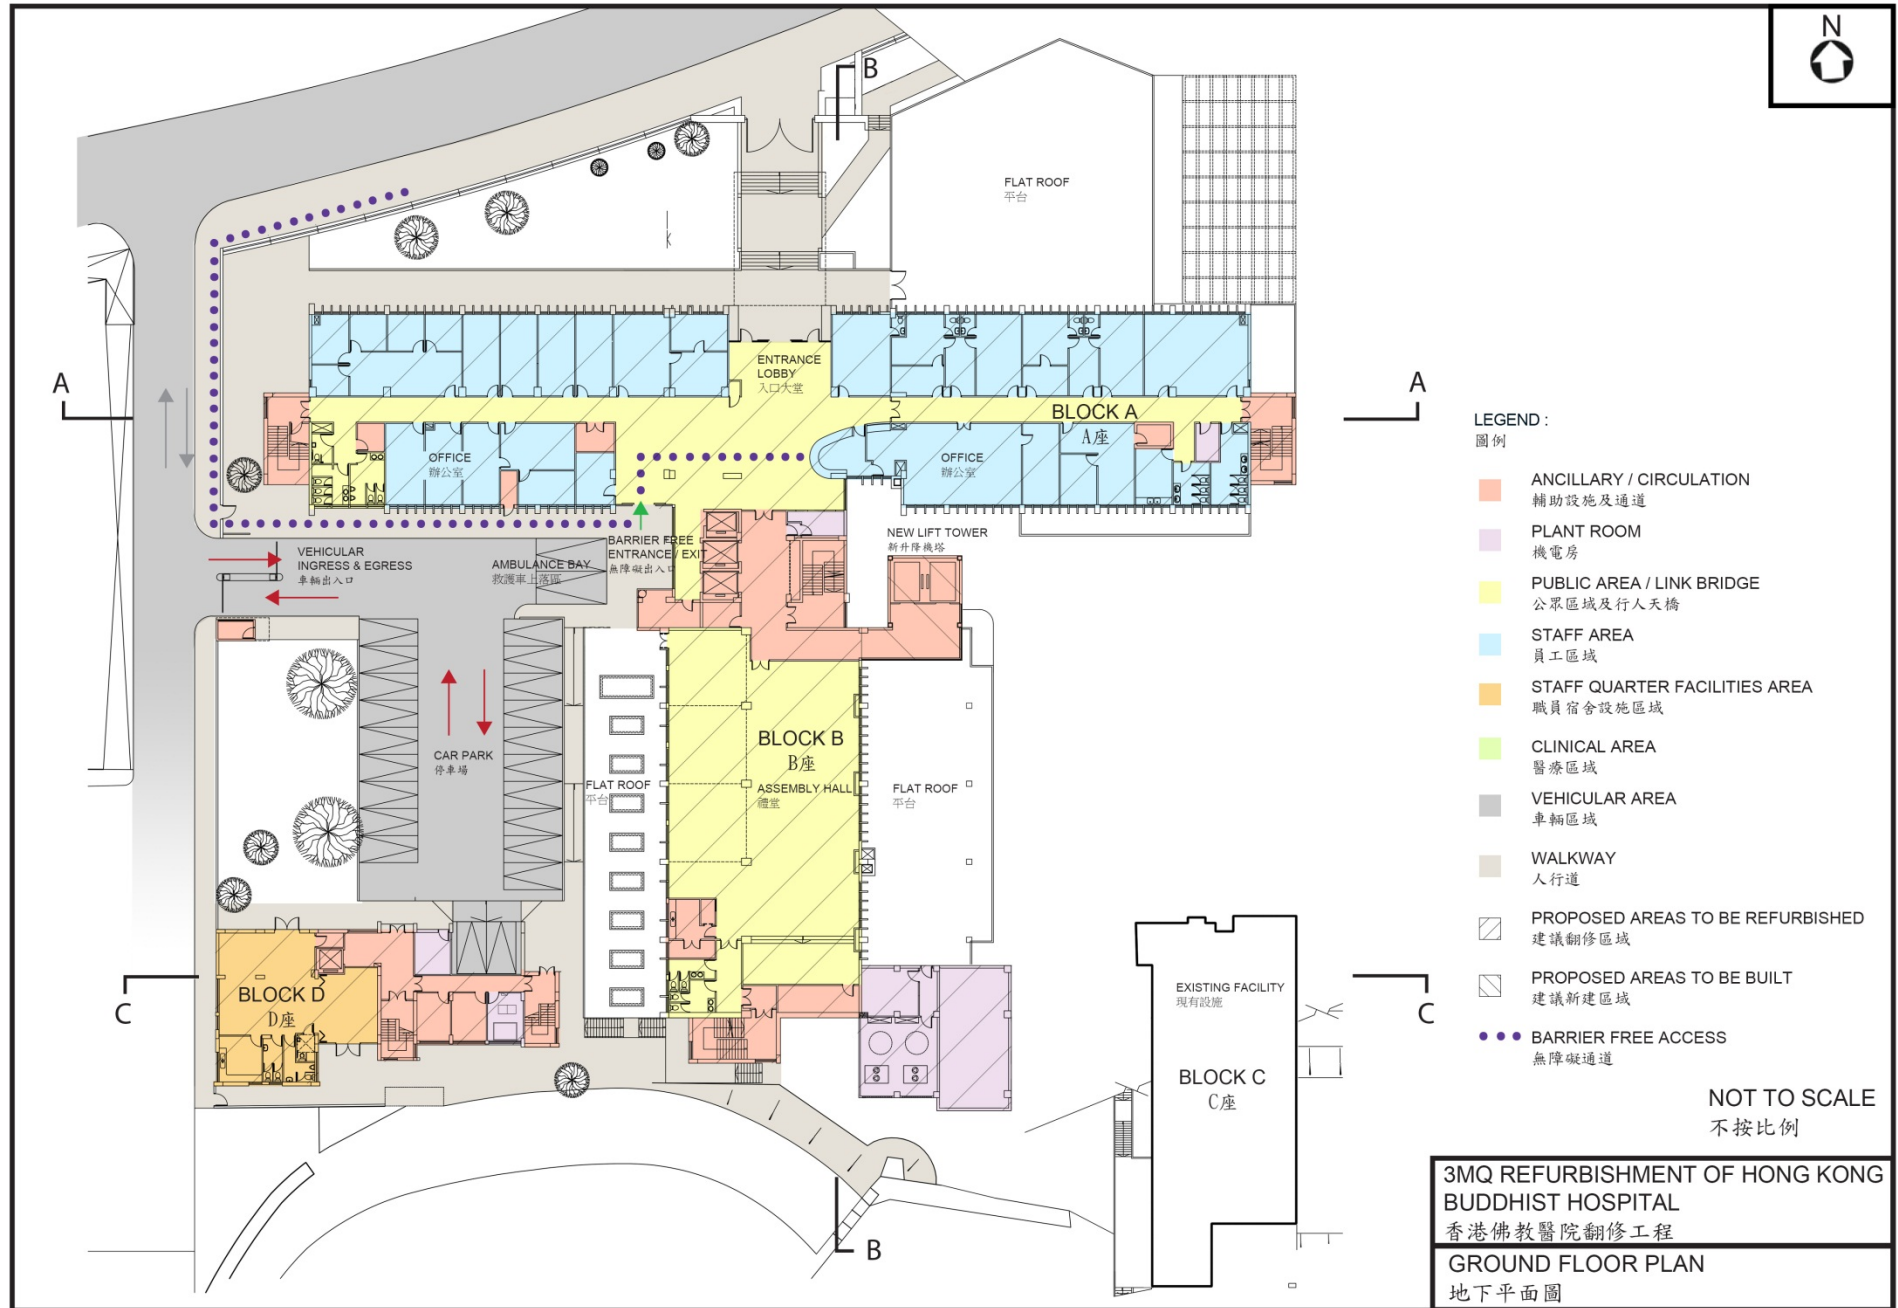 N
B
FLAT ROOF
平台
ENTRANCE
LOBBY
入口大堂
A
A
BLOCK A
A座
OFFICE
辦公室
OFFICE
辦公室
NEW LIFT TOWER
新升降機塔
BARRIER FREE
ENTRANCE / EXIT
無障礙出入口
VEHICULAR
INGRESS & EGRESS
車輛出入口
AMBULANCE BAY
救護車上落區
CAR PARK
停車場
FLAT ROOF
平台
BLOCK B
B座
ASSEMBLY HALL
禮堂
FLAT ROOF
平台
BLOCK D
D座
C
C
EXISTING FACILITY
現有設施
BLOCK C
C座
B
LEGEND :
圖例
ANCILLARY / CIRCULATION
輔助設施及通道
PLANT ROOM
機電房
PUBLIC AREA / LINK BRIDGE
公眾區域及行人天橋
STAFF AREA
員工區域
STAFF QUARTER FACILITIES AREA
職員宿舍設施區域
CLINICAL AREA
醫療區域
VEHICULAR AREA
車輛區域
WALKWAY
人行道
PROPOSED AREAS TO BE REFURBISHED
建議翻修區域
PROPOSED AREAS TO BE BUILT
建議新建區域
BARRIER FREE ACCESS
無障礙通道
NOT TO SCALE
不按比例
3MQ REFURBISHMENT OF HONG KONG
BUDDHIST HOSPITAL
香港佛教醫院翻修工程
GROUND FLOOR PLAN
地下平面圖